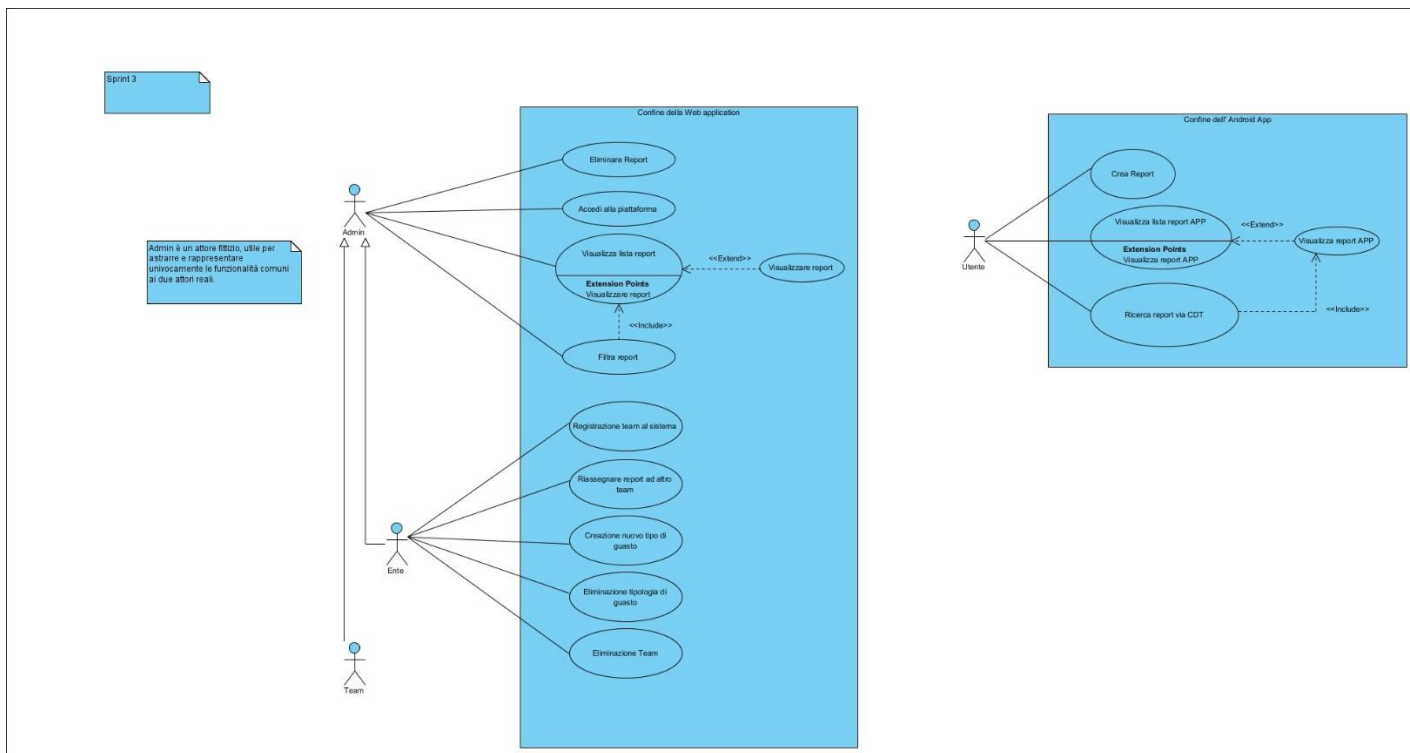 Sprint 3
Admin è un attore fittizio, utile per
astrarre e rappresentare
univocamente le funzionalità comuni
ai due attori reali.
Admin
Ente
Team
Confine della Web application
Eliminare Report
Accedi alla piattaforma
Visualizza lista report
Extension Points
Visualizzare report
<<Extend>>
Visualizzare report
<<Include>>
Filtra report
Registrazione team al sistema
Riassegnare report ad altro
team
Creazione nuovo tipo di
guasto
Eliminazione tipologia di
guasto
Eliminazione Team
Utente
Confine dell' Android App
Crea Report
Visualizza lista report APP
Extension Points
Visualizza report APP
<<Extend>>
Visualizza report APP
Ricerca report via CDT
<<Include>>